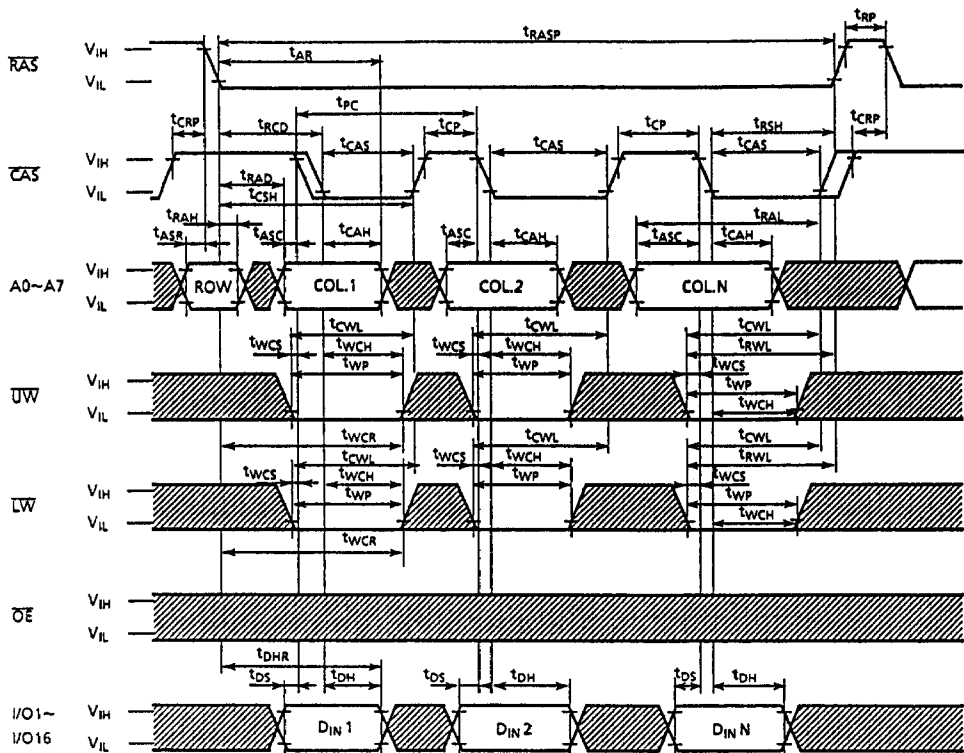 tRP
tRASP
tAR
RAS
VIH
VIL
tPC
tCRP
tRCD
tCP
tCP
tRSH
tCRP
tCAS
tCAS
tCAS
CAS
VIH
VIL
tRAD
tCSH
tRAH
tRAL
tASR
tASC
tCAH
tASC
tCAH
tASC
tCAH
A0~A7
VIH
VIL
ROW
COL.1
COL.2
COL.N
tCWL
tCWL
tCWL
tWCS
tWCH
tWCS
tWCH
tRWL
tWP
tWP
tWCS
tWP
tWCH
UW
VIH
VIL
tWCR
tCWL
tCWL
tCWL
tWCS
tWCH
tWCS
tWCH
tRWL
tWP
tWP
tWCS
tWP
tWCH
LW
VIH
VIL
tWCR
OE
VIH
VIL
tDHR
tDS
tDH
tDS
tDH
tDS
tDH
I/O1~
I/O16
VIH
VIL
DIN 1
DIN 2
DIN N